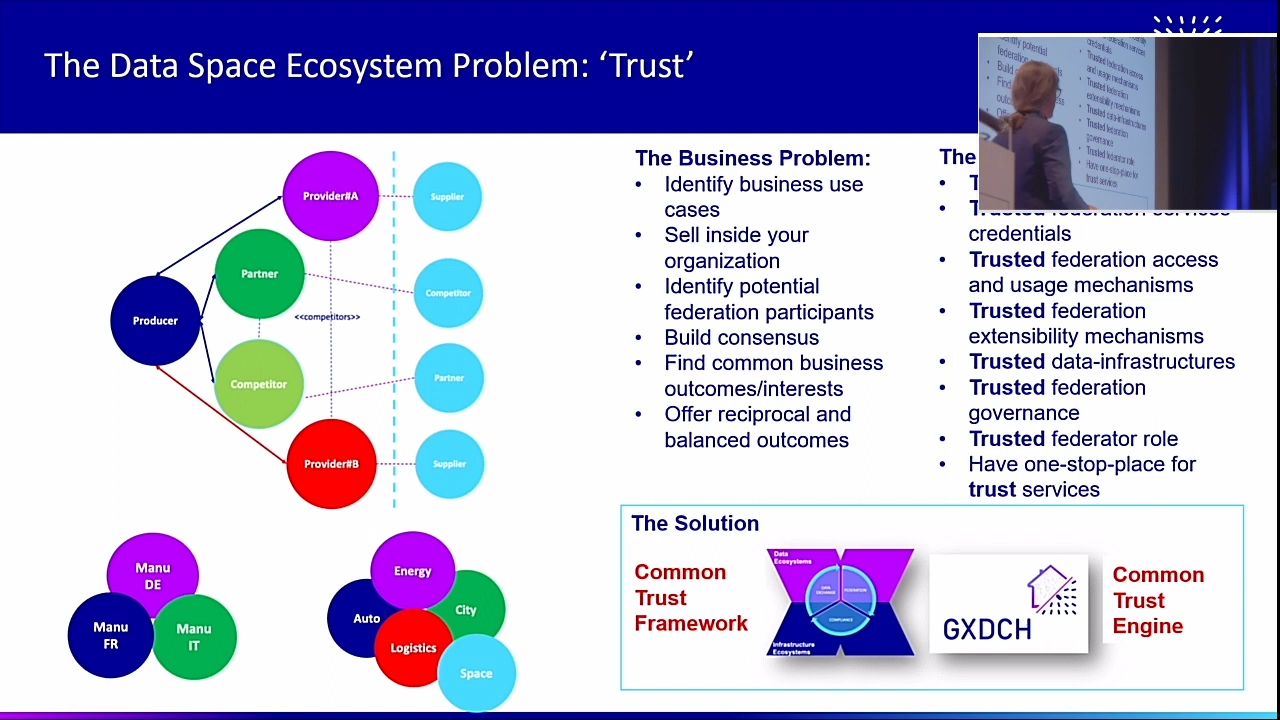 The Data Space Ecosystem Problem: ‘Trust’
Provider#A
Supplier
Partner
Competitor
Producer
<<competitors>>
Competitor
Partner
Provider#B
Supplier
Manu
DE
Manu
FR
Manu
IT
Energy
Auto
City
Logistics
Space
The Business Problem:
• Identify business use
cases
• Sell inside your
organization
• Identify potential
federation participants
• Build consensus
• Find common business
outcomes/interests
• Offer reciprocal and
balanced outcomes
The
• Trusted federation services
credentials
• Trusted federation access
and usage mechanisms
• Trusted federation
extensibility mechanisms
• Trusted data-infrastructures
• Trusted federation
governance
• Trusted federator role
• Have one-stop-place for
trust services
The Solution
Common
Trust
Framework
Data
Ecosystems
DATA
EXCHANGE
FEDERATION
COMPLIANCE
Infrastructure
Ecosystems
GXDCH
Common
Trust
Engine